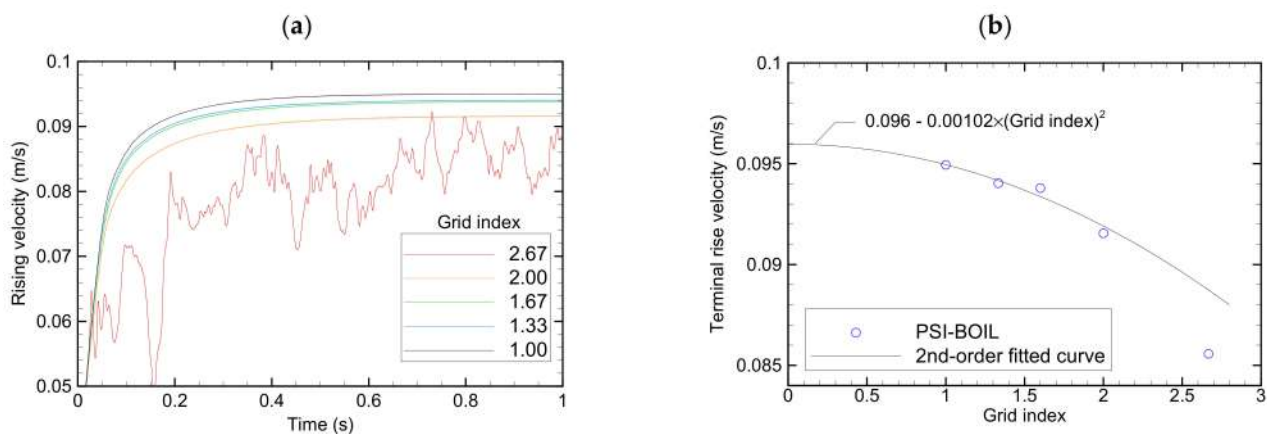 (a)
0.1
0.09
0.08
0.07
0.06
0.05
Rising velocity (m/s)
0
0.2
0.4
0.6
0.8
1
Time (s)
Grid index
2.67
2.00
1.67
1.33
1.00
(b)
0.1
0.095
0.09
0.085
Terminal rise velocity (m/s)
0.096 - 0.00102×(Grid index)²
PSI-BOIL
2nd-order fitted curve
0
0.5
1
1.5
2
2.5
3
Grid index